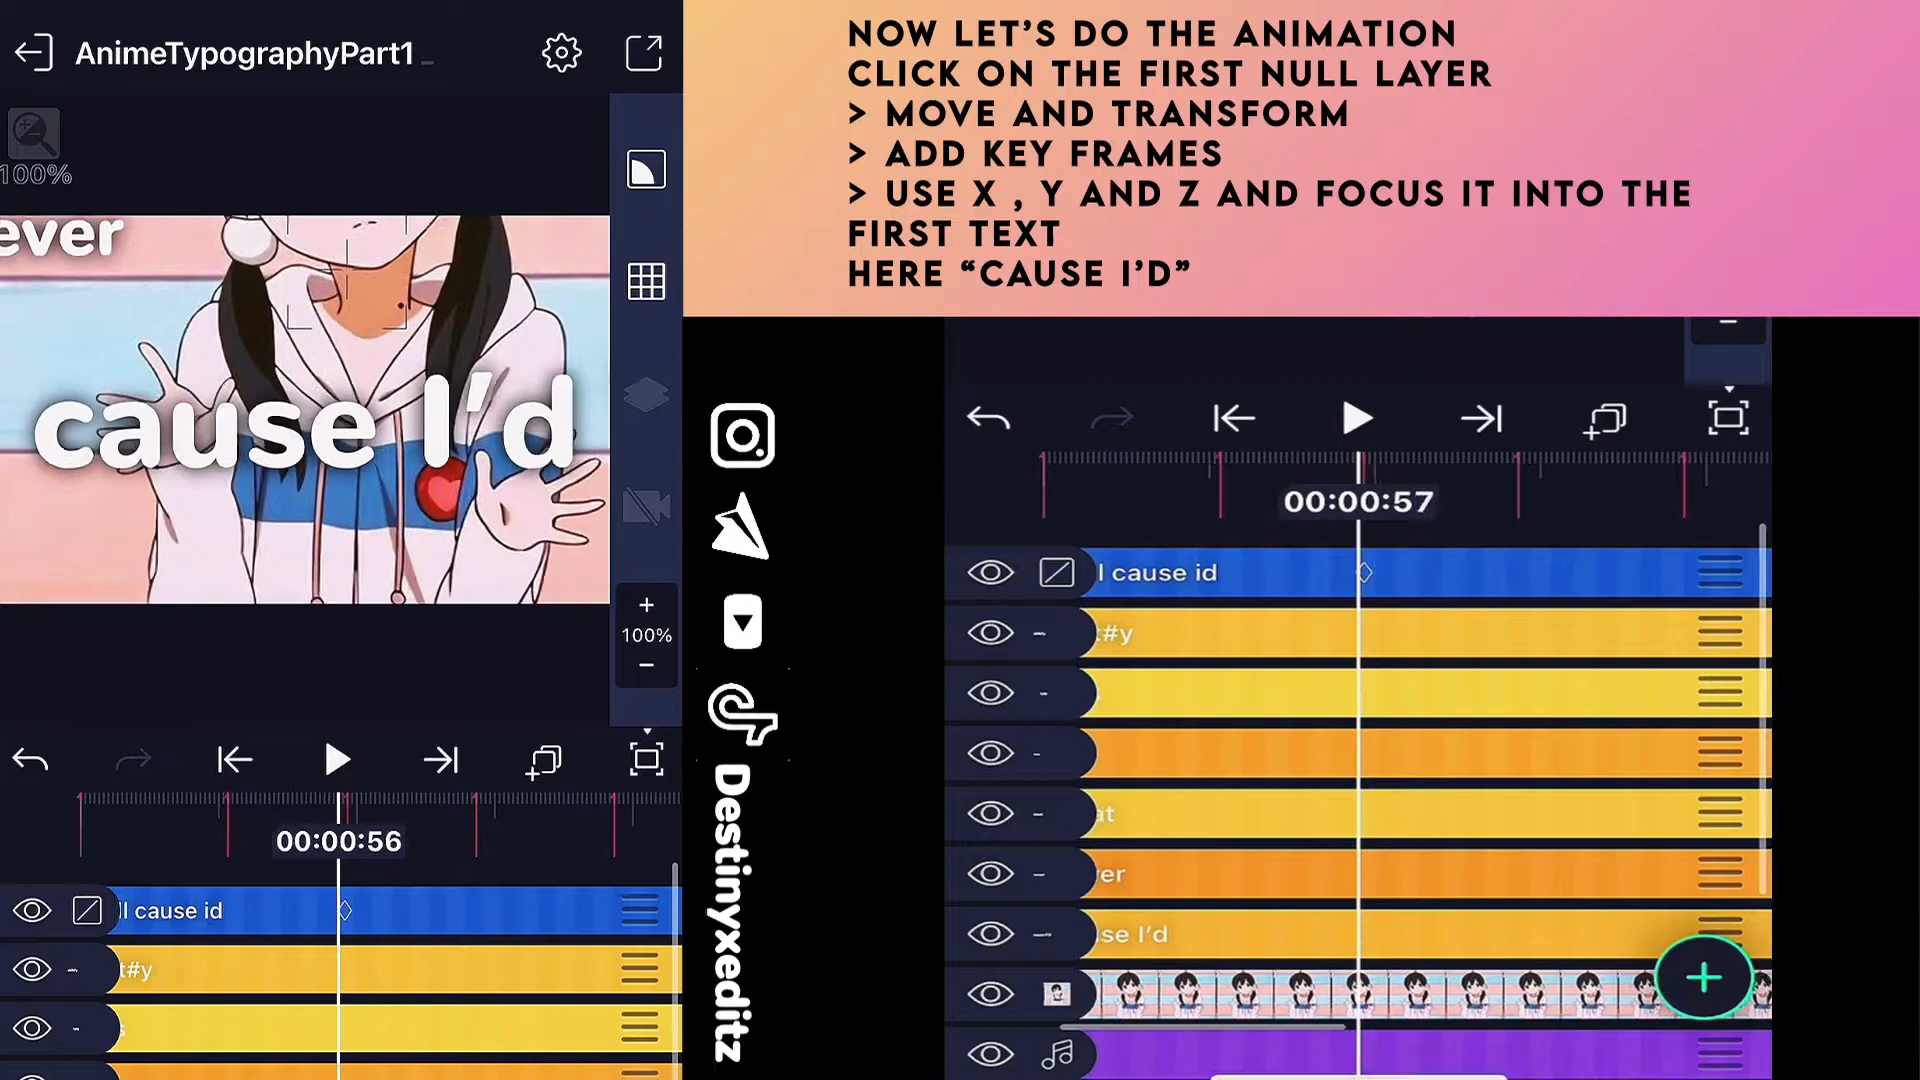 AnimeTypographyPart1_
NOW LET'S DO THE ANIMATION
CLICK ON THE FIRST NULL LAYER
> MOVE AND TRANSFORM
> ADD KEY FRAMES
> USE X , Y AND Z AND FOCUS IT INTO THE
FIRST TEXT
HERE “CAUSE I'D”
100%
ever
cause I'd
+
100%
−
00:00:56
ll cause id
t#y
s
Destinyxeditz
00:00:57
l cause id
t#y
at
er
se I'd